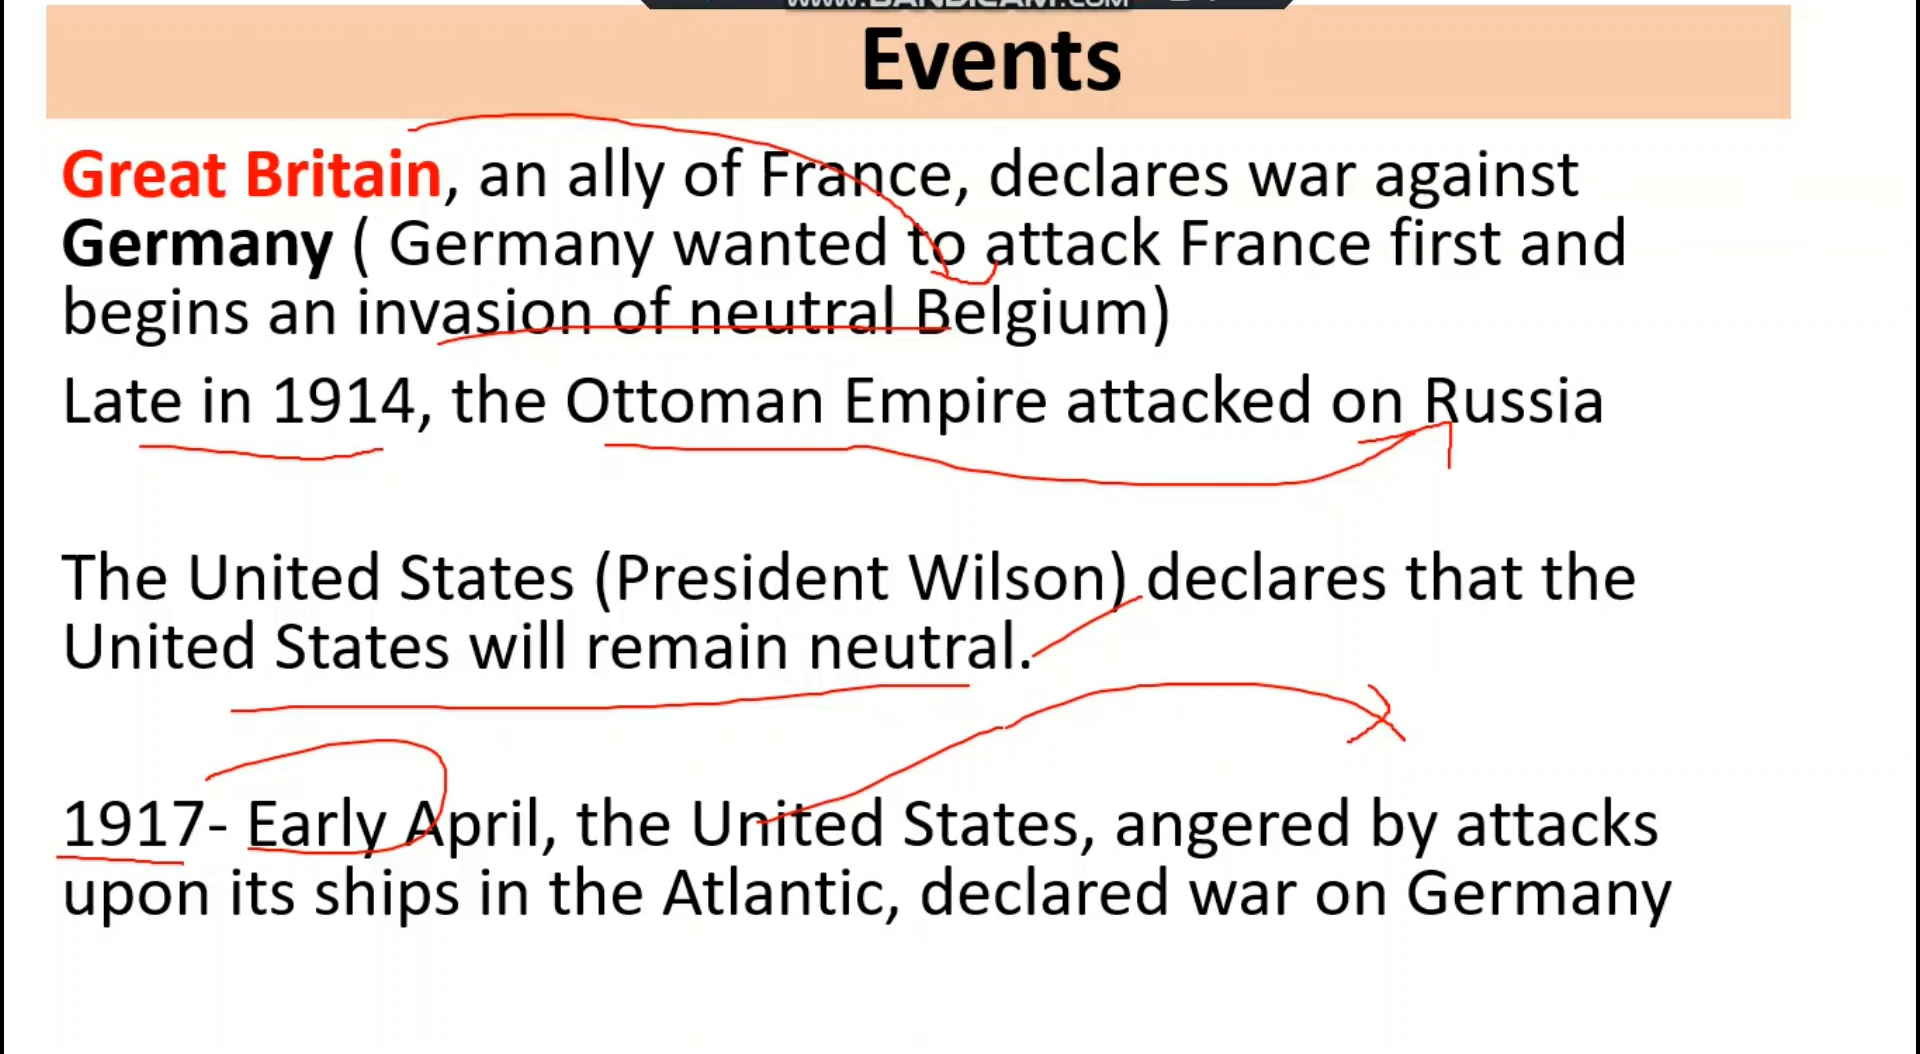 www.BANDICAM.com
Events
Great Britain, an ally of France, declares war against
Germany ( Germany wanted to attack France first and
begins an invasion of neutral Belgium)
Late in 1914, the Ottoman Empire attacked on Russia
The United States (President Wilson) declares that the
United States will remain neutral.
1917- Early April, the United States, angered by attacks
upon its ships in the Atlantic, declared war on Germany